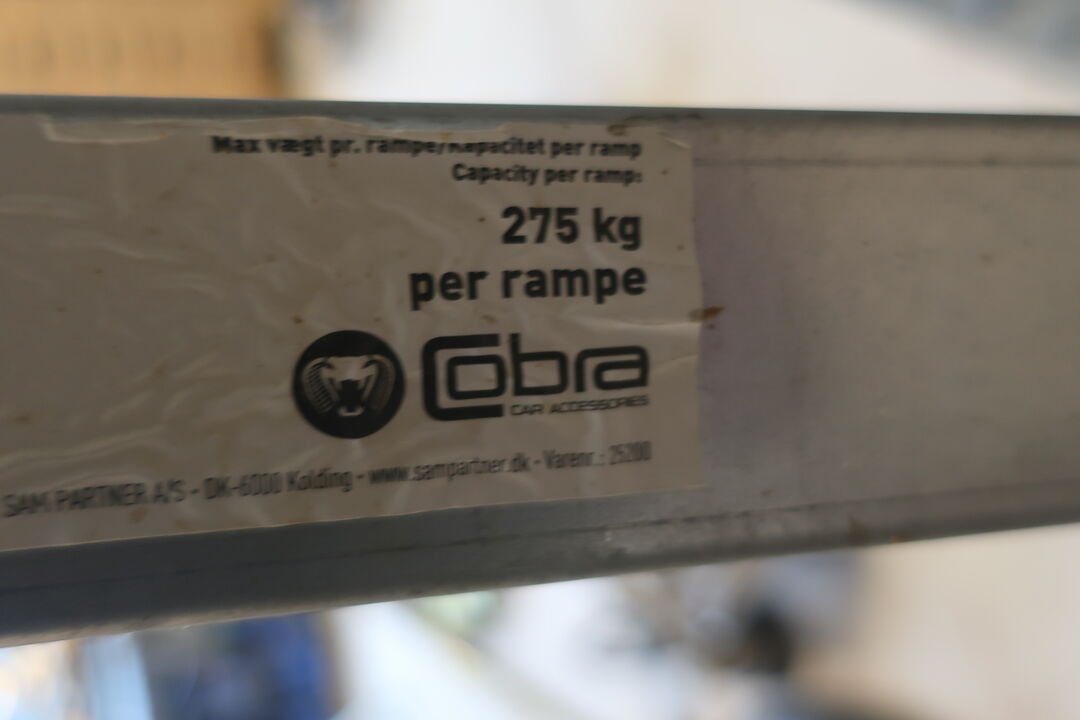 Max vægt pr. rampe/Kapacitet per ramp
Capacity per ramp:
275 kg
per rampe
Cobra
CAR ACCESSORIES
SAM PARTNER A/S - DK-6000 Kolding - www.sampartner.dk - Varenr.: 25200